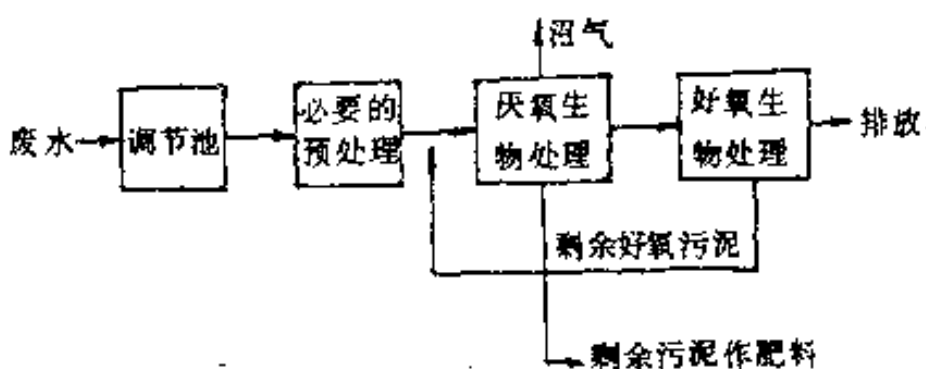 沼气
废水
调节池
必要的
预处理
厌氧生
物处理
好氧生
物处理
排放
剩余好氧污泥
剩余污泥作肥料